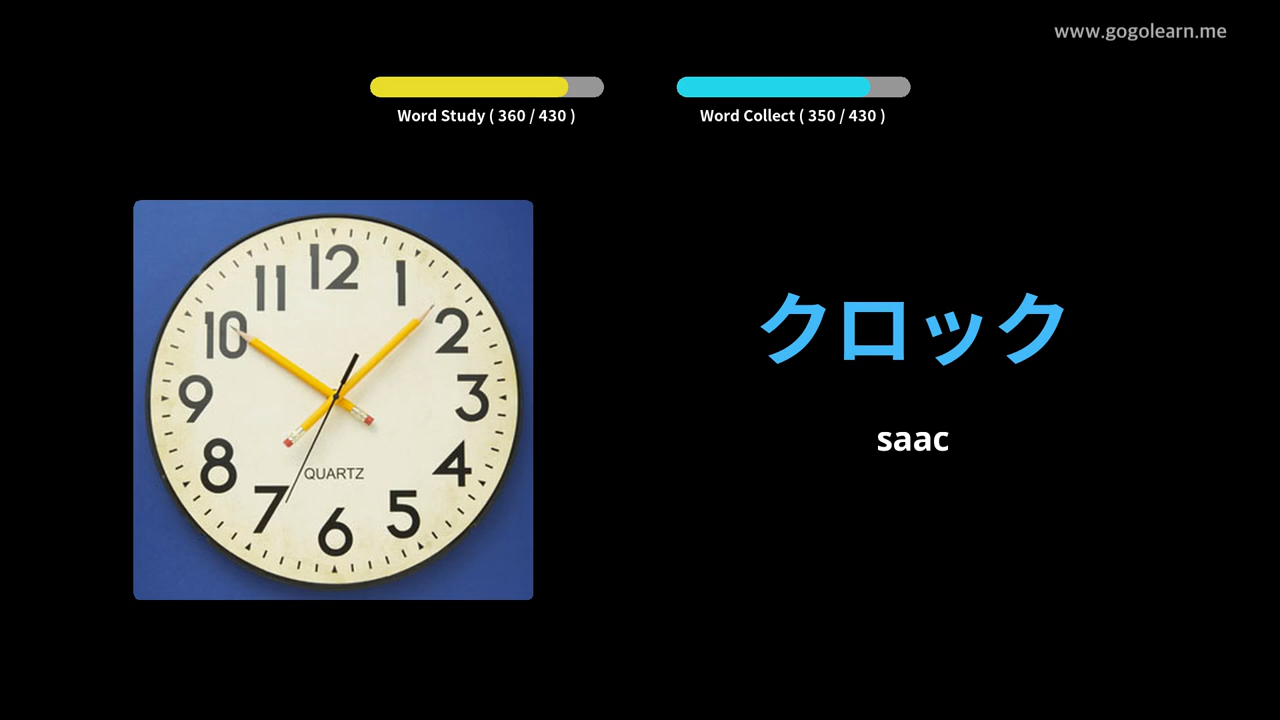 www.gogolearn.me
Word Study ( 360 / 430 )
Word Collect ( 350 / 430 )
12
11
1
10
2
9
3
8
4
7
5
6
QUARTZ
クロック
saac